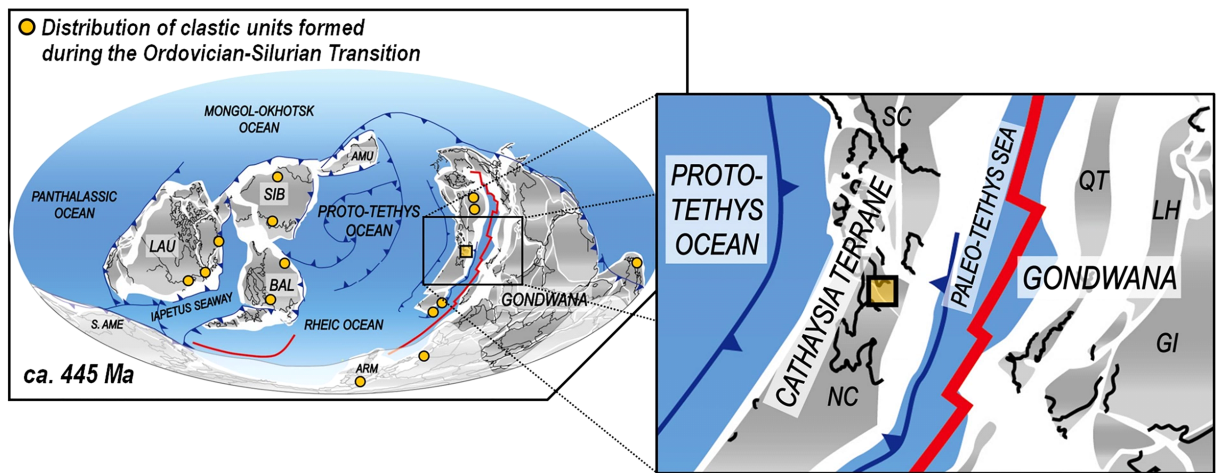 Distribution of clastic units formed
during the Ordovician-Silurian Transition
MONGOL-OKHOTSK
OCEAN
AMU
PANTHALASSIC
OCEAN
SIB
PROTO-TETHYS
OCEAN
LAU
BAL
IAPETUS SEAWAY
GONDWANA
S. AME
RHEIC OCEAN
ARM
ca. 445 Ma
SC
PROTO-
TETHYS
OCEAN
CATHAYSIA TERRANE
PALEO-TETHYS SEA
QT
LH
GONDWANA
NC
GI